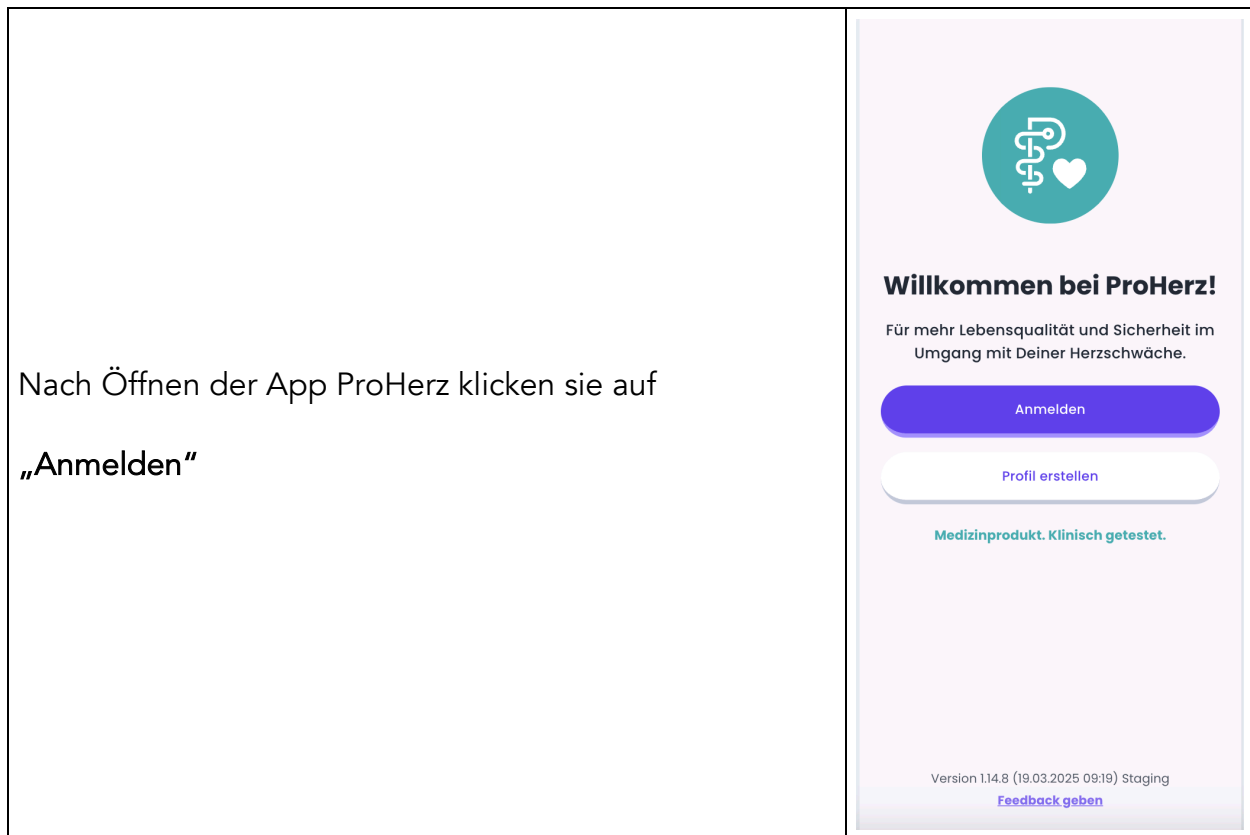 Nach Öffnen der App ProHerz klicken sie auf
„Anmelden“
Willkommen bei ProHerz!
Für mehr Lebensqualität und Sicherheit im
Umgang mit Deiner Herzschwäche.
Anmelden
Profil erstellen
Medizinprodukt. Klinisch getestet.
Version 1.14.8 (19.03.2025 09:19) Staging
Feedback geben